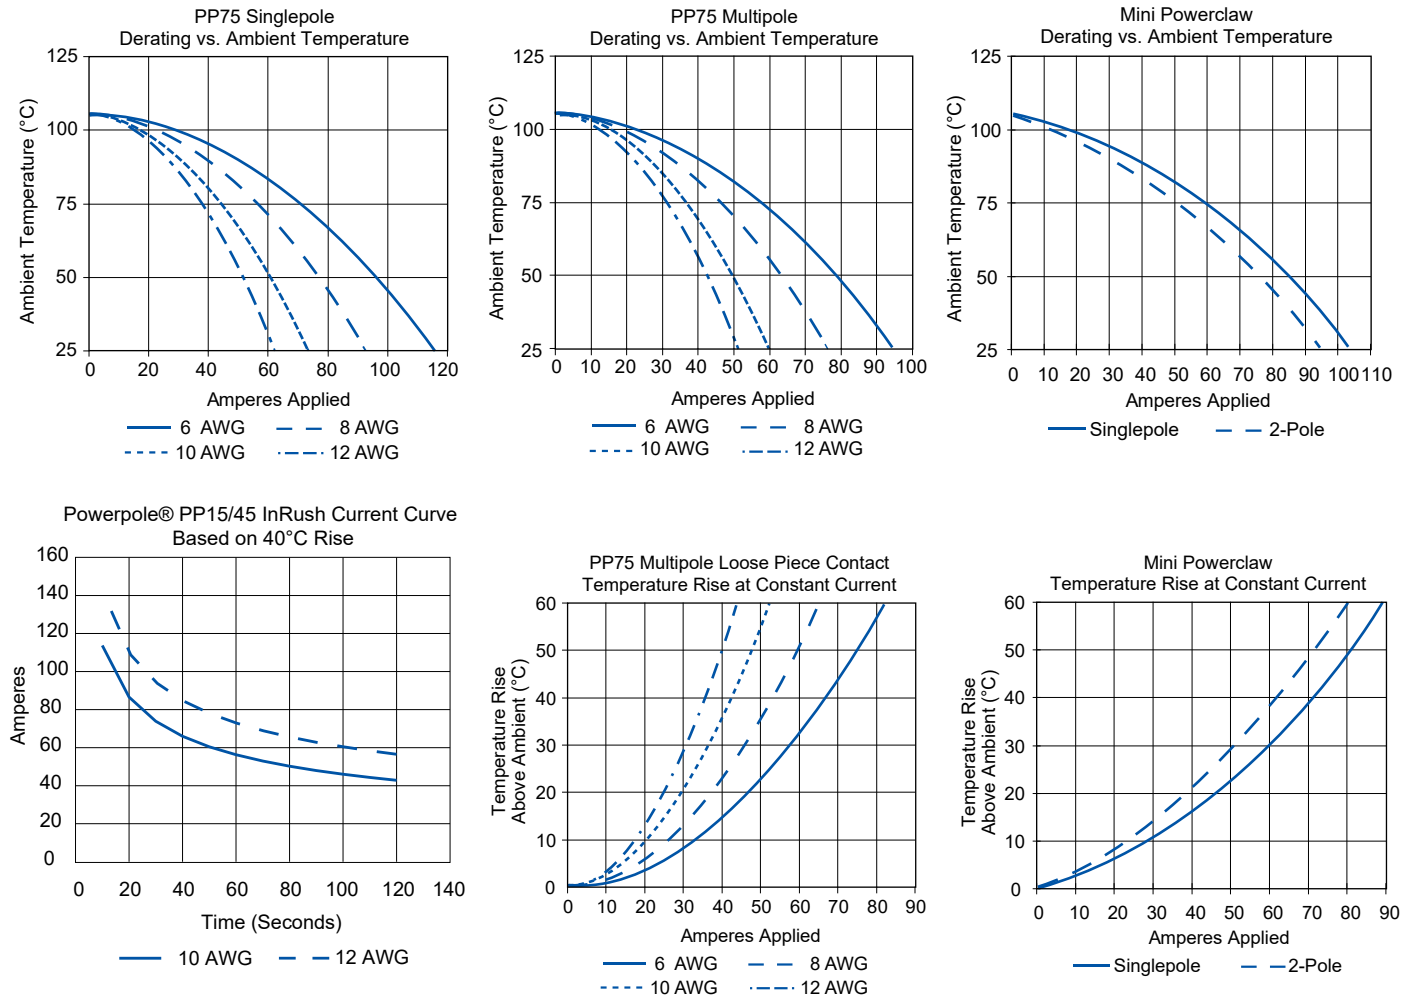 PP75 Singlepole
Derating vs. Ambient Temperature
125
100
75
50
25
Ambient Temperature (°C)
0 20 40 60 80 100 120
Amperes Applied
6 AWG 8 AWG
10 AWG 12 AWG
PP75 Multipole
Derating vs. Ambient Temperature
125
100
75
50
25
Ambient Temperature (°C)
0 10 20 30 40 50 60 70 80 90 100
Amperes Applied
6 AWG 8 AWG
10 AWG 12 AWG
Mini Powerclaw
Derating vs. Ambient Temperature
125
100
75
50
25
Ambient Temperature (°C)
0 10 20 30 40 50 60 70 80 90 100 110
Amperes Applied
Singlepole 2-Pole
Powerpole® PP15/45 InRush Current Curve
Based on 40°C Rise
160
140
120
100
80
60
40
20
0
Amperes
0 20 40 60 80 100 120 140
Time (Seconds)
10 AWG 12 AWG
PP75 Multipole Loose Piece Contact
Temperature Rise at Constant Current
60
50
40
30
20
10
0
Temperature Rise
Above Ambient (°C)
0 10 20 30 40 50 60 70 80 90
Amperes Applied
6 AWG 8 AWG
10 AWG 12 AWG
Mini Powerclaw
Temperature Rise at Constant Current
60
50
40
30
20
10
0
Temperature Rise
Above Ambient (°C)
0 10 20 30 40 50 60 70 80 90
Amperes Applied
Singlepole 2-Pole